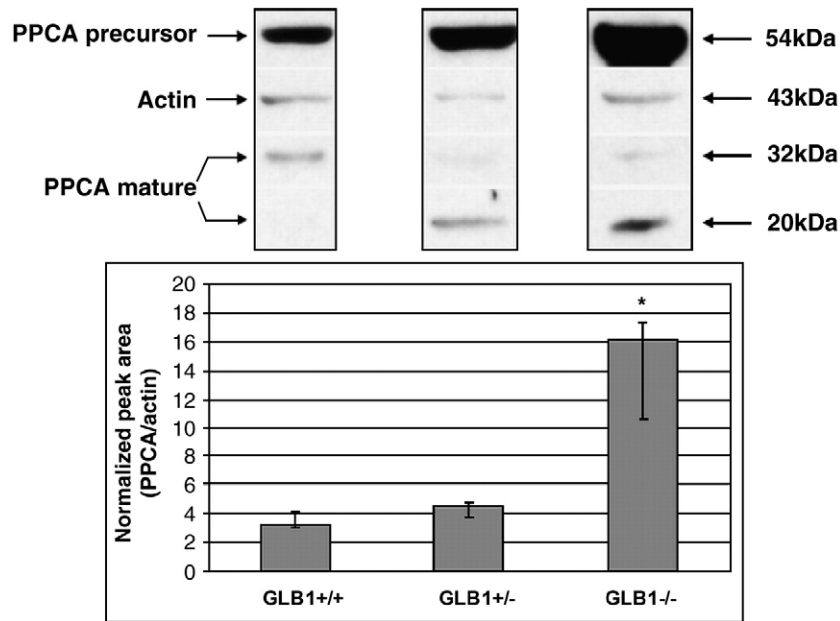 PPCA precursor
54kDa
Actin
43kDa
32kDa
PPCA mature
20kDa
Normalized peak area
(PPCA/actin)
20
18
16
14
12
10
8
6
4
2
0
*
GLB1+/+
GLB1+/-
GLB1-/-